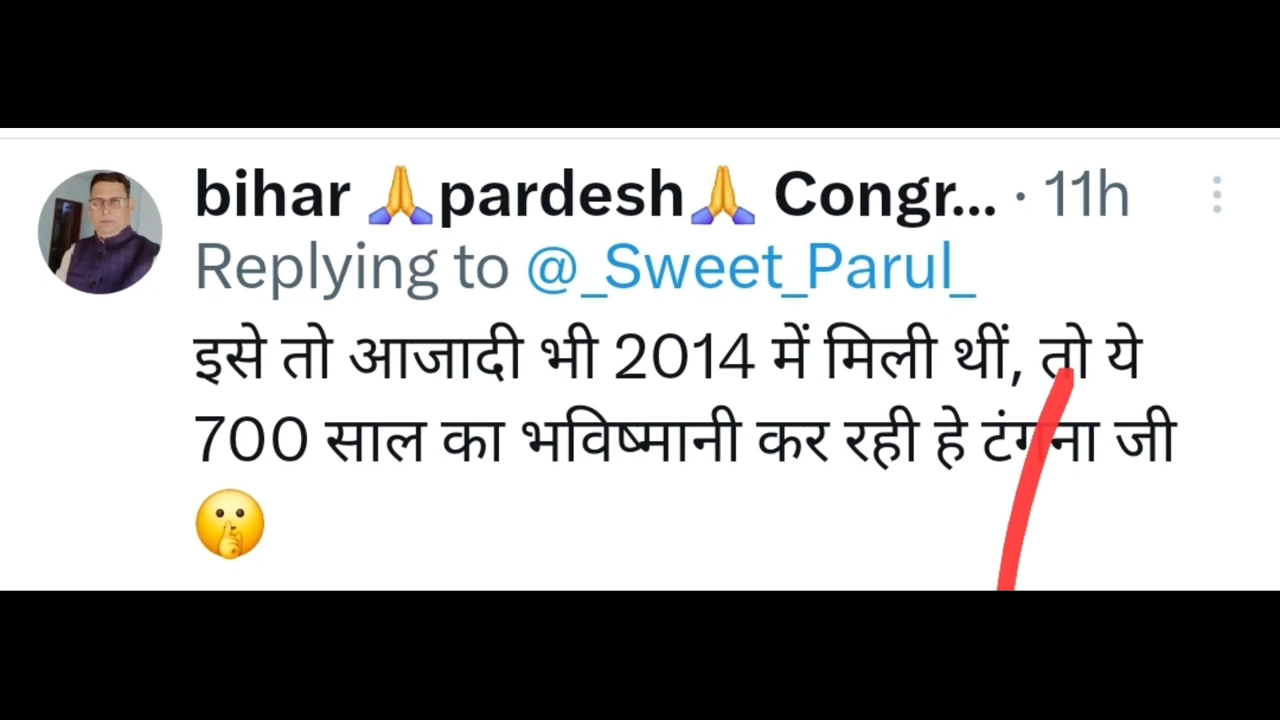 bihar 🙏pardesh🙏 Congr... · 11h
Replying to @_Sweet_Parul_
इसे तो आजादी भी 2014 में मिली थीं, तो ये
700 साल का भविष्मानी कर रही हे टंगना जी
🤫